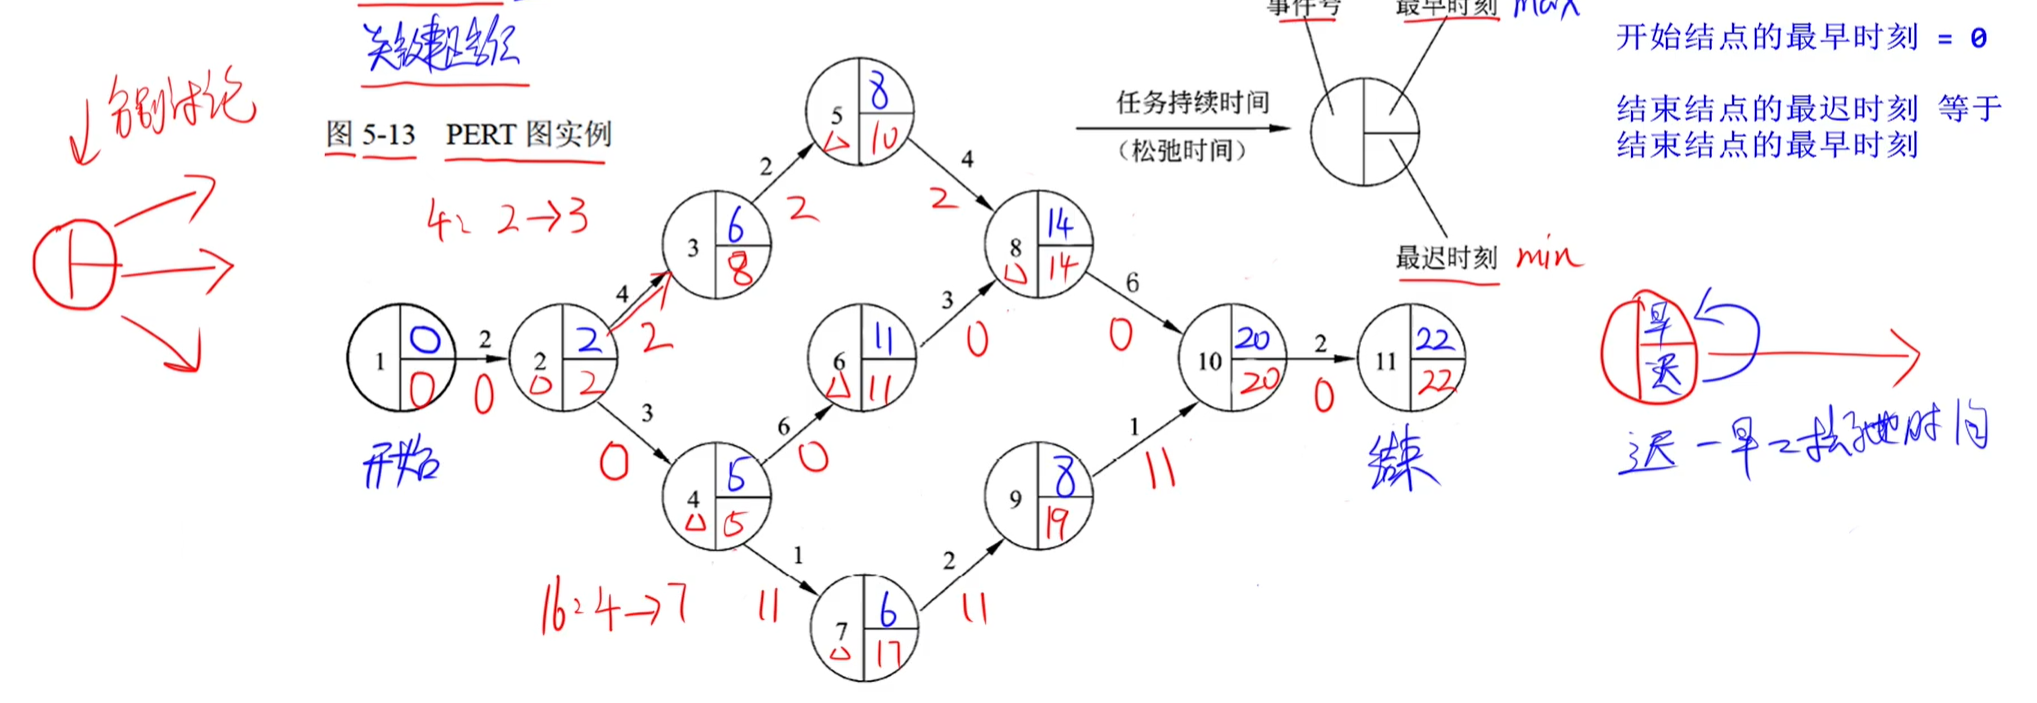 事件号
最早时刻 max
开始结点的最早时刻 = 0
关键路径
结束结点的最迟时刻 等于
结束结点的最早时刻
分别讨论
图 5-13 PERT 图实例
任务持续时间
(松弛时间)
最迟时刻 min
4: 2→3
16: 4→7
1 0 0
2 0
2 2 2
4 2
3 0
3 6 8
2 2
4 5 5
6 0
1 11
5 8 10
4 2
6 11 11
3 0
7 6 17
2 11
8 14 14
6 0
9 8 19
1 11
10 20 20
2 0
11 22 22
开始
结束
早
迟
迟-早=松弛时间